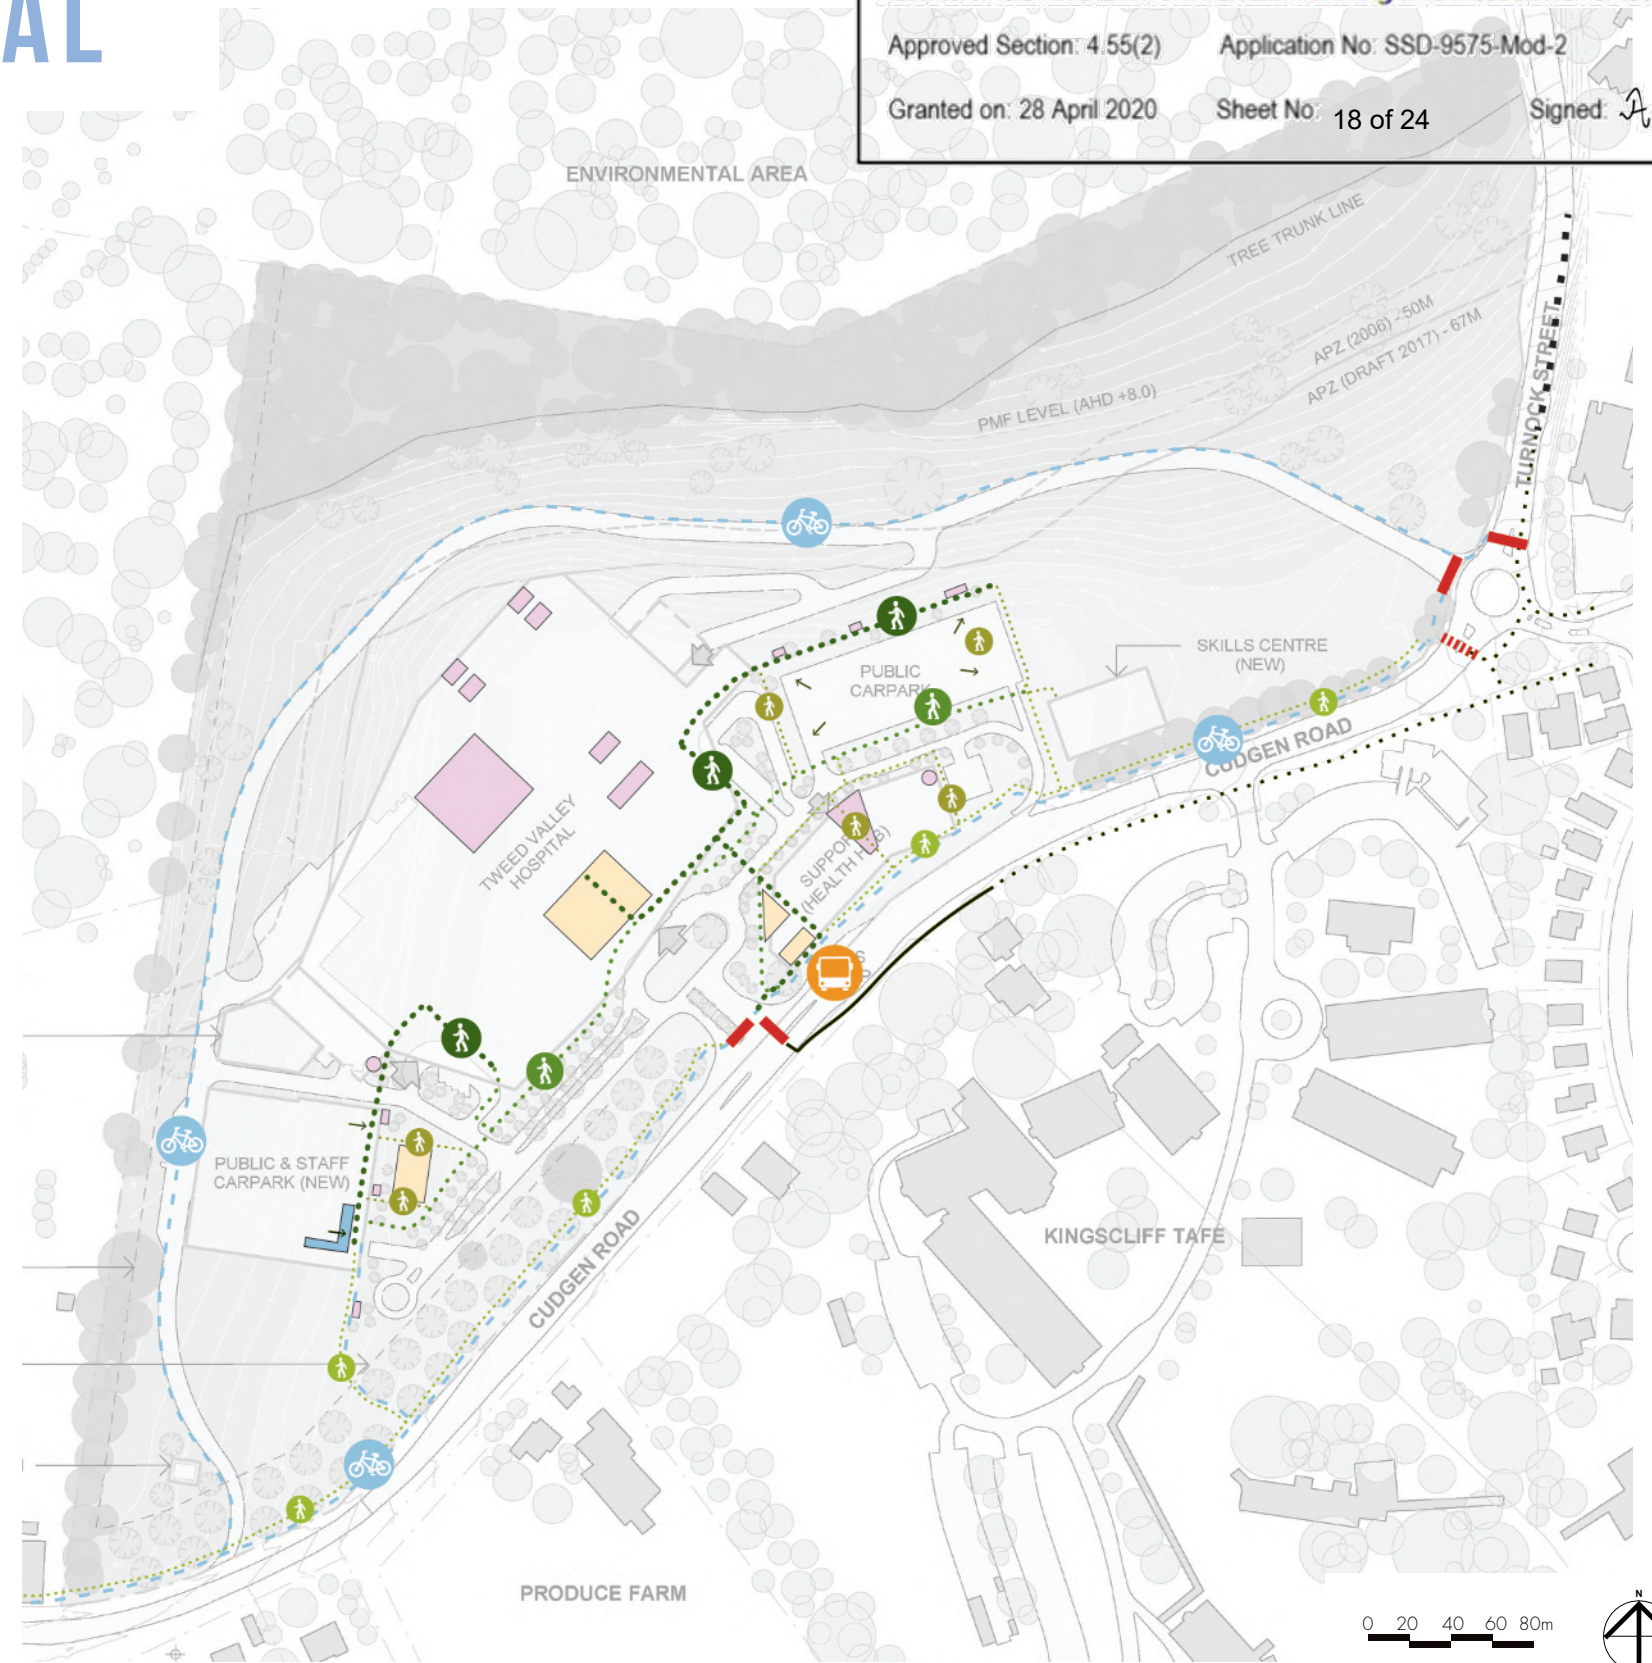 AL
Approved Section: 4.55(2) Application No: SSD-9575-Mod-2
Granted on: 28 April 2020 Sheet No: 18 of 24 Signed:
ENVIRONMENTAL AREA
TREE TRUNK LINE
APZ (2006) - 50M
APZ (DRAFT 2017) - 67M
PMF LEVEL (AHD +8.0)
TURNOCK STREET
SKILLS CENTRE
(NEW)
PUBLIC
CARPARK
CUDGEN ROAD
TWEED VALLEY
HOSPITAL
SUPPORT
(HEALTH HUB)
PUBLIC & STAFF
CARPARK (NEW)
CUDGEN ROAD
KINGSCLIFF TAFE
PRODUCE FARM
0 20 40 60 80m
N